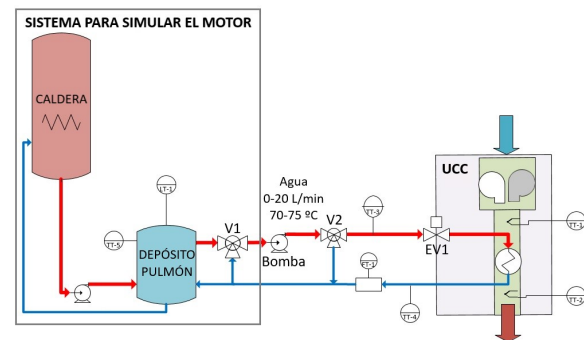 SISTEMA PARA SIMULAR EL MOTOR
CALDERA
LT-1
TT-5
DEPÓSITO
PULMÓN
V1
Agua
0-20 L/min
70-75 ºC
Bomba
V2
TT-3
FT-1
TT-4
EV1
UCC
TT-1
TT-2